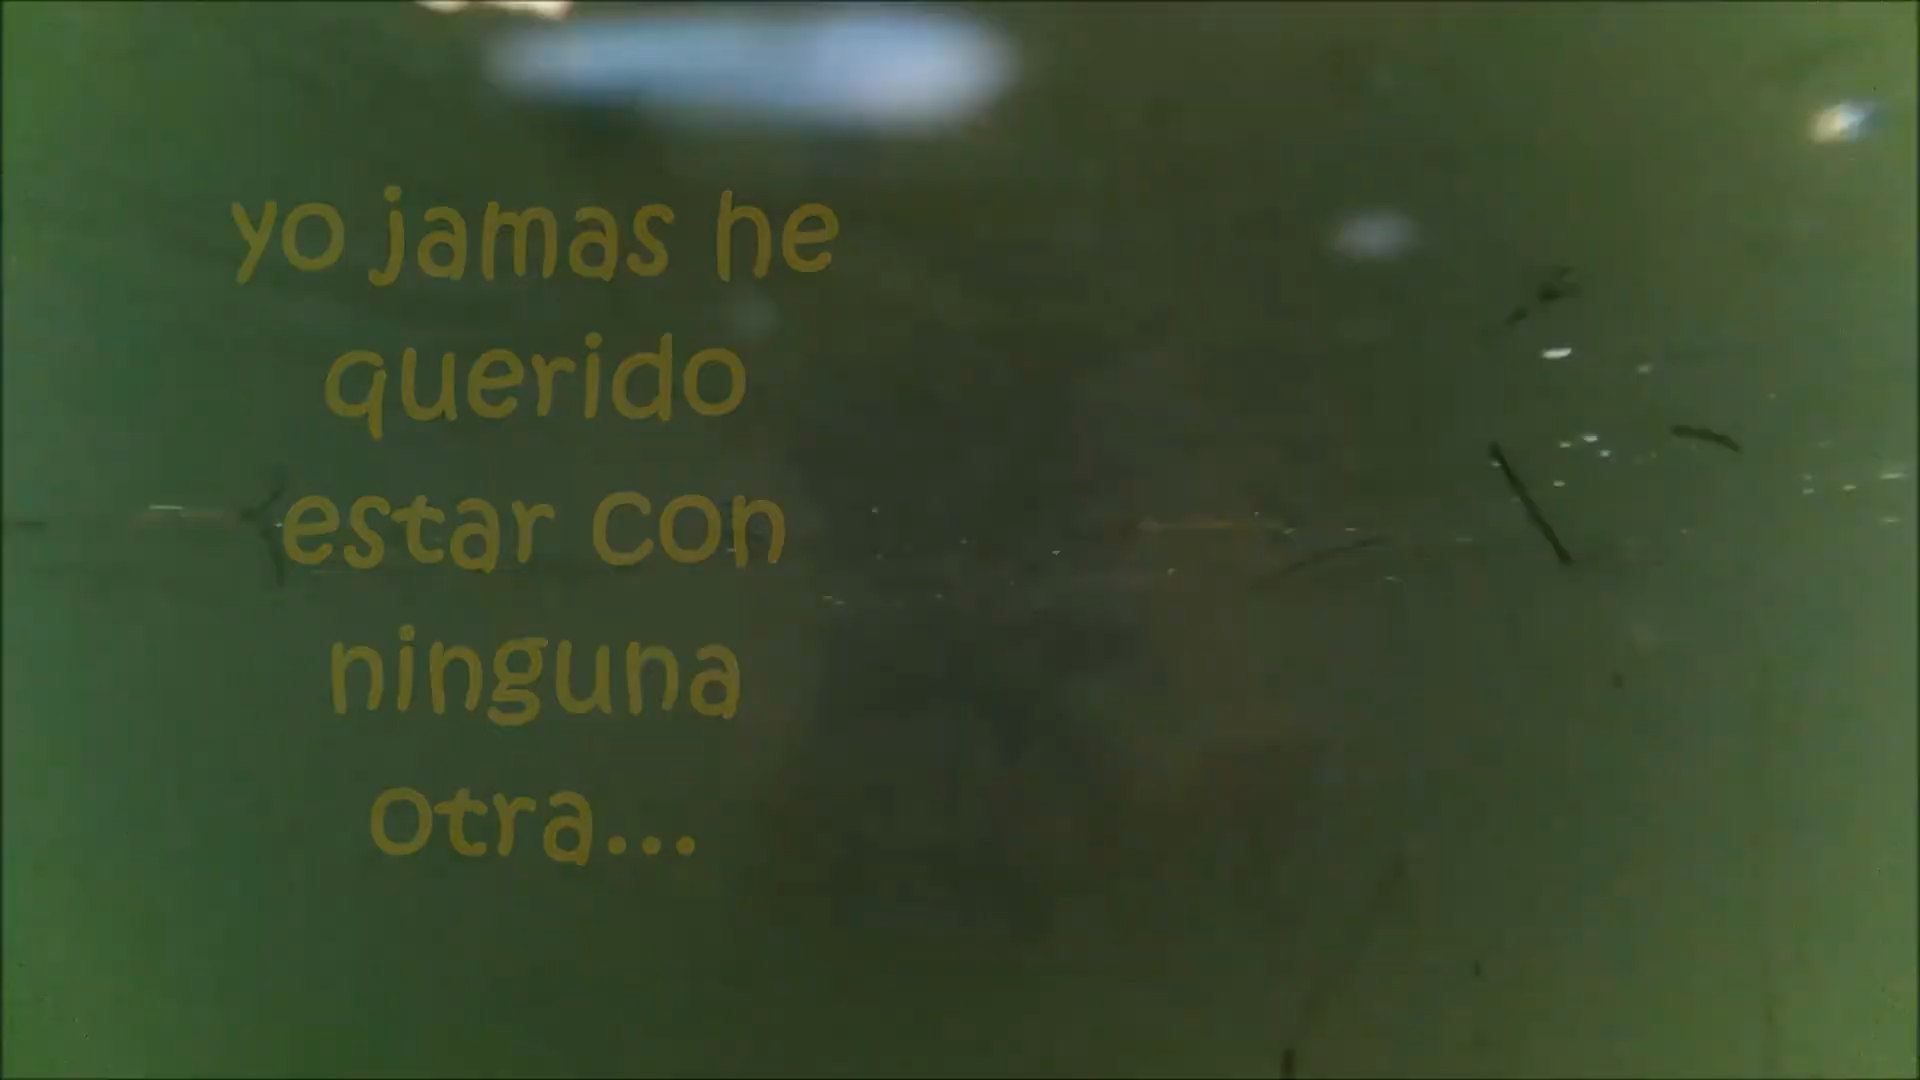 yo jamas he
querido
estar con
ninguna
otra...